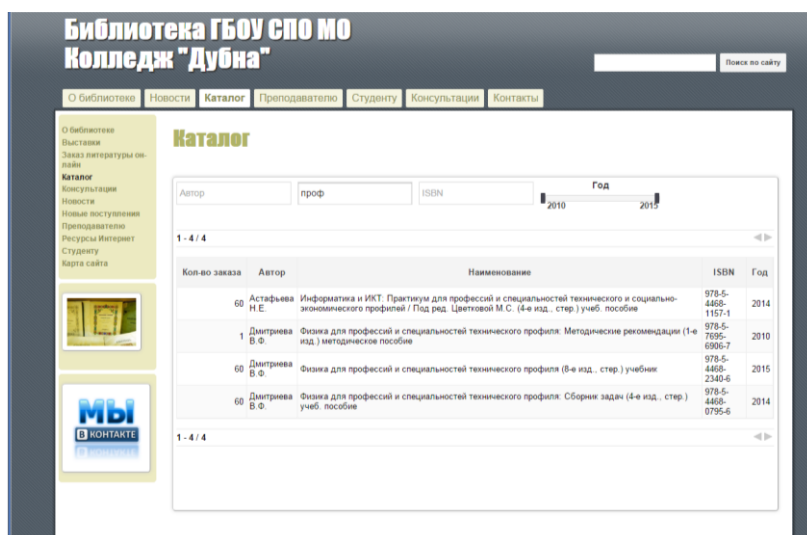 Библиотека ГБОУ СПО МО
Колледж "Дубна"
Поиск по сайту
О библиотеке Новости Каталог Преподавателю Студенту Консультации Контакты
О библиотеке
Выставки
Заказ литературы он-
лайн
Каталог
Консультации
Новости
Новые поступления
Преподавателю
Ресурсы Интернет
Студенту
Карта сайта
МЫ
В КОНТАКТЕ
Каталог
Автор проф ISBN Год
2010 2015
1 - 4 / 4
Кол-во заказа Автор Наименование ISBN Год
60 Астафьева Н.Е. Информатика и ИКТ: Практикум для профессий и специальностей технического и социально-
экономического профилей / Под ред. Цветковой М.С. (4-е изд., стер.) учеб. пособие 978-5-4468-1157-1 2014
1 Дмитриева В.Ф. Физика для профессий и специальностей технического профиля: Методические рекомендации (1-е
изд.) методическое пособие 978-5-7695-6906-7 2010
60 Дмитриева В.Ф. Физика для профессий и специальностей технического профиля (8-е изд., стер.) учебник 978-5-4468-2340-6 2015
60 Дмитриева В.Ф. Физика для профессий и специальностей технического профиля: Сборник задач (4-е изд., стер.)
учеб. пособие 978-5-4468-0795-6 2014
1 - 4 / 4